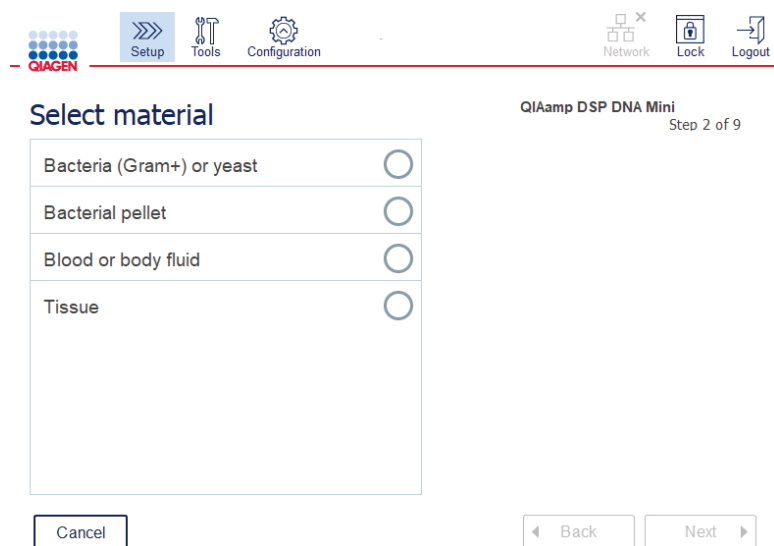 Setup
Tools
Configuration
Network
Lock
Logout
QIAGEN
Select material
QIAamp DSP DNA Mini
Step 2 of 9
Bacteria (Gram+) or yeast
Bacterial pellet
Blood or body fluid
Tissue
Cancel
Back
Next